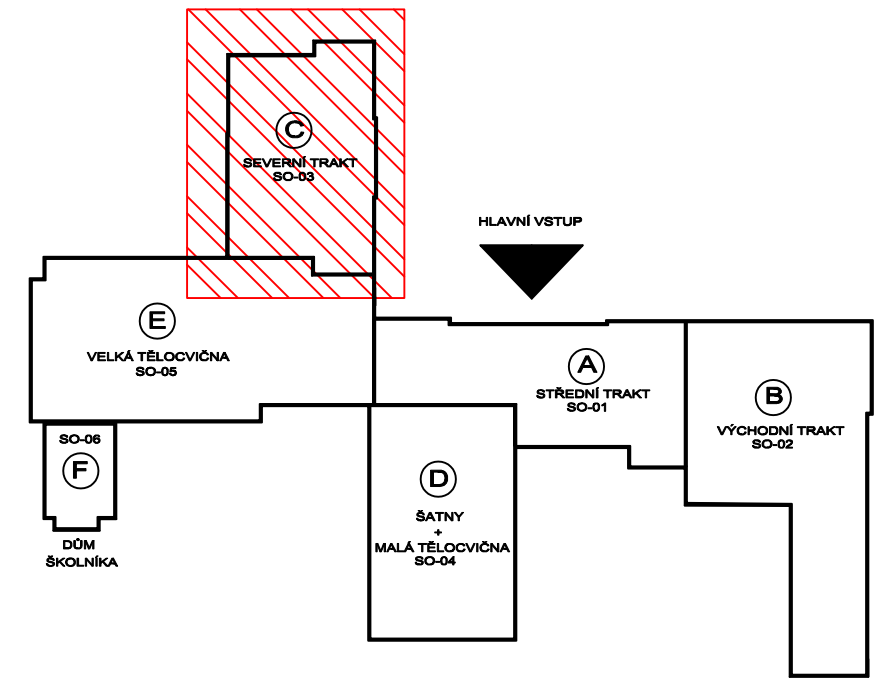 C
SEVERNÍ TRAKT
SO-03
HLAVNÍ VSTUP
E
VELKÁ TĚLOCVIČNA
SO-05
A
STŘEDNÍ TRAKT
SO-01
B
VÝCHODNÍ TRAKT
SO-02
SO-06
F
DŮM
ŠKOLNÍKA
D
ŠATNY
+
MALÁ TĚLOCVIČNA
SO-04